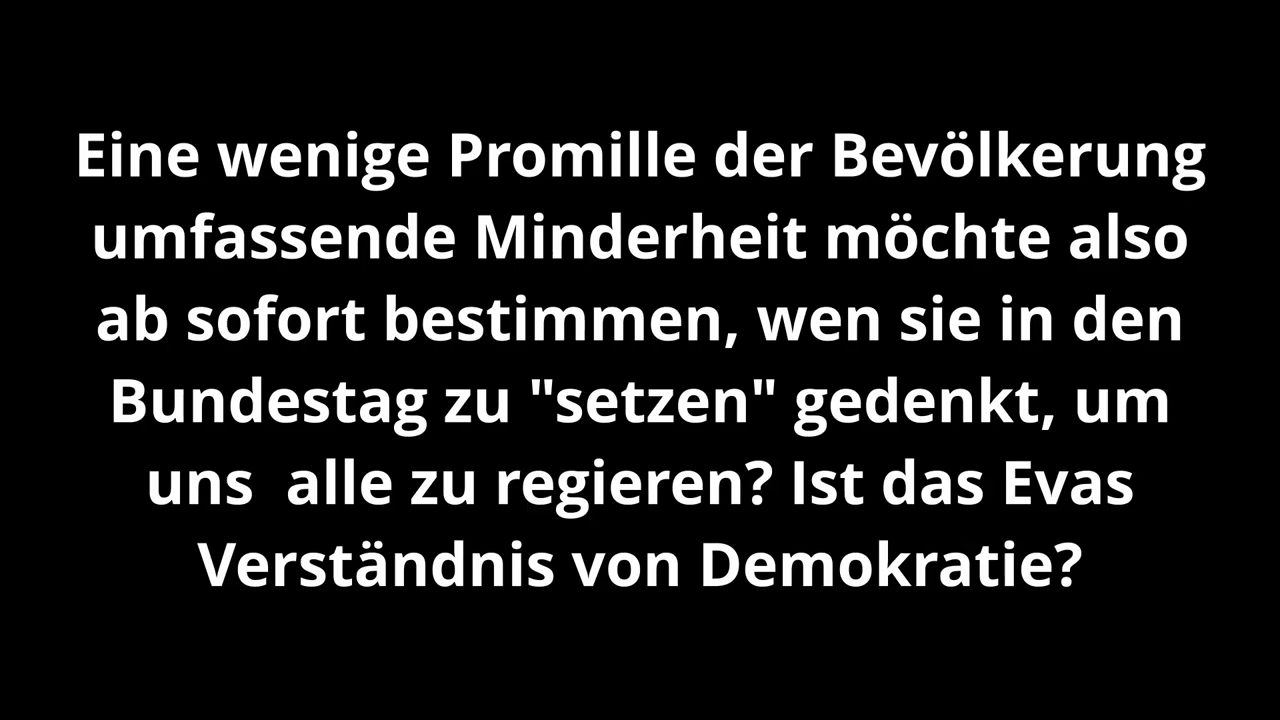 Eine wenige Promille der Bevölkerung
umfassende Minderheit möchte also
ab sofort bestimmen, wen sie in den
Bundestag zu "setzen" gedenkt, um
uns  alle zu regieren? Ist das Evas
Verständnis von Demokratie?